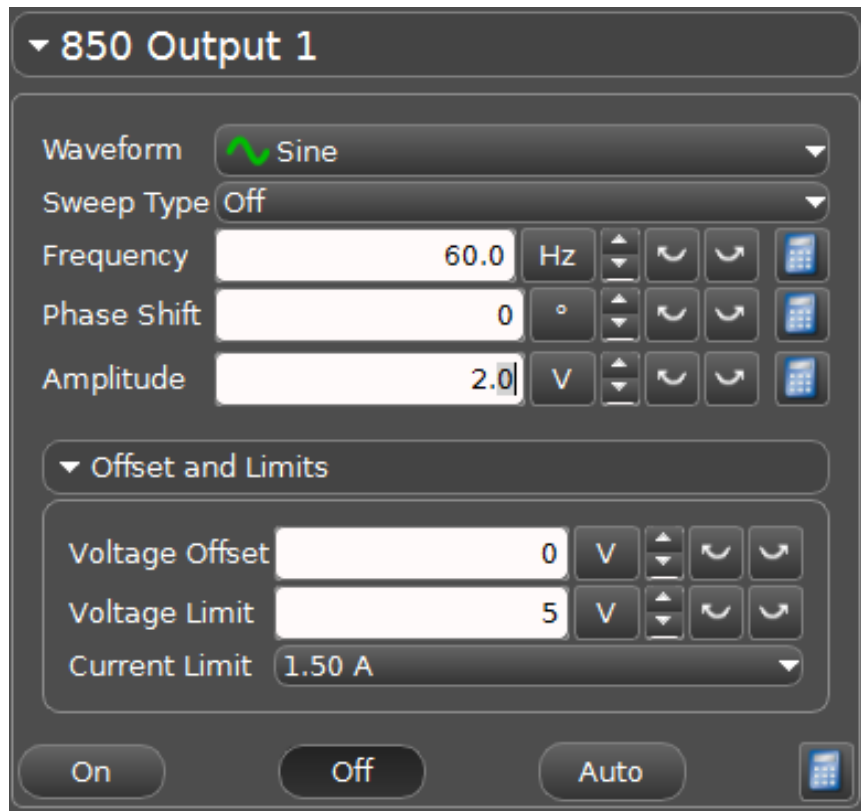 850 Output 1
Waveform Sine
Sweep Type Off
Frequency 60.0 Hz
Phase Shift 0 °
Amplitude 2.0 V
Offset and Limits
Voltage Offset 0 V
Voltage Limit 5 V
Current Limit 1.50 A
On Off Auto